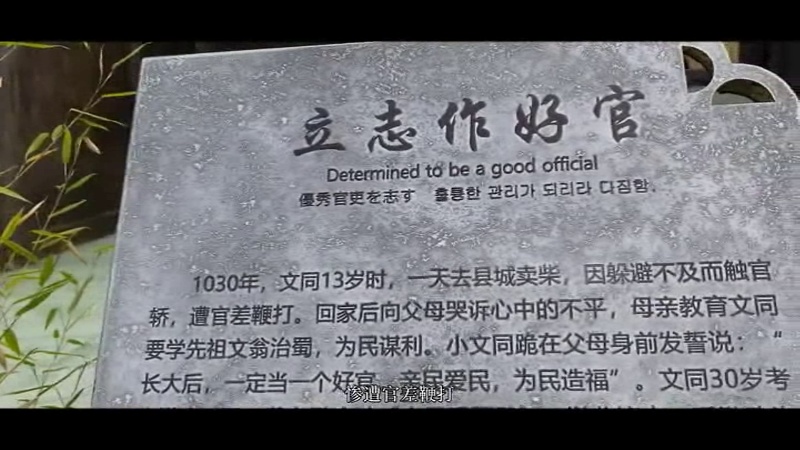 立志作好官
Determined to be a good official
優秀官吏を志す 훌륭한 관리가 되리라 다짐함.
1030年，文同13岁时，一天去县城卖柴，因躲避不及而触官
轿，遭官差鞭打。回家后向父母哭诉心中的不平，母亲教育文同
要学先祖文翁治蜀，为民谋利。小文同跪在父母身前发誓说：“
长大后，一定当一个好官，亲民爱民，为民造福”。文同30岁考
惨遭官差鞭打